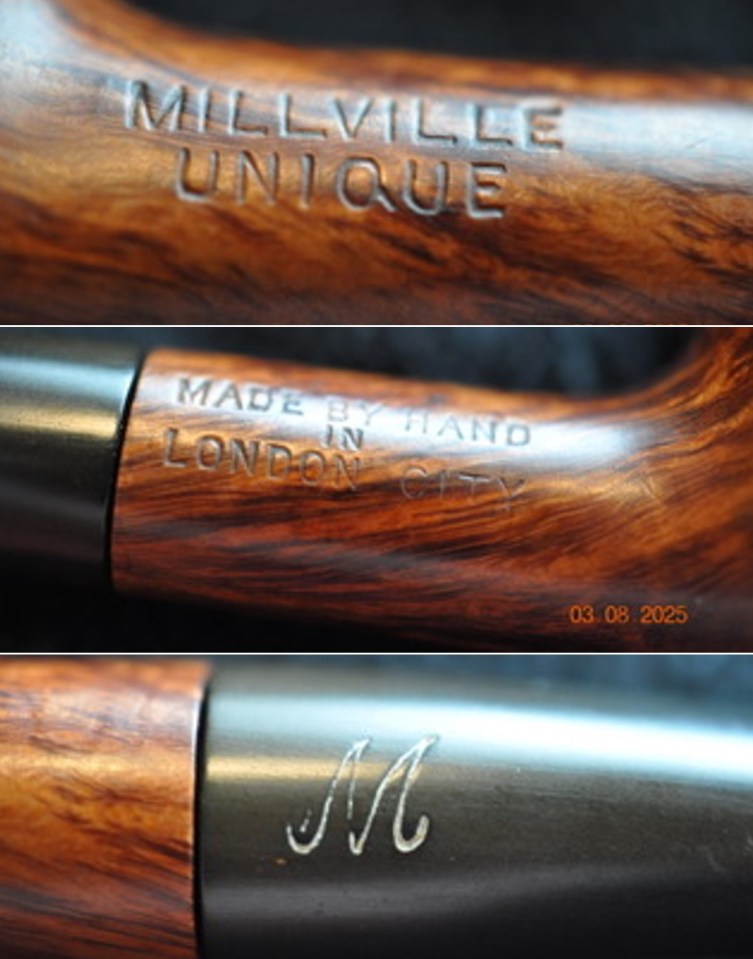 MILLVILLE
UNIQUE
MADE BY HAND
IN
LONDON CITY
03 08 2025
M